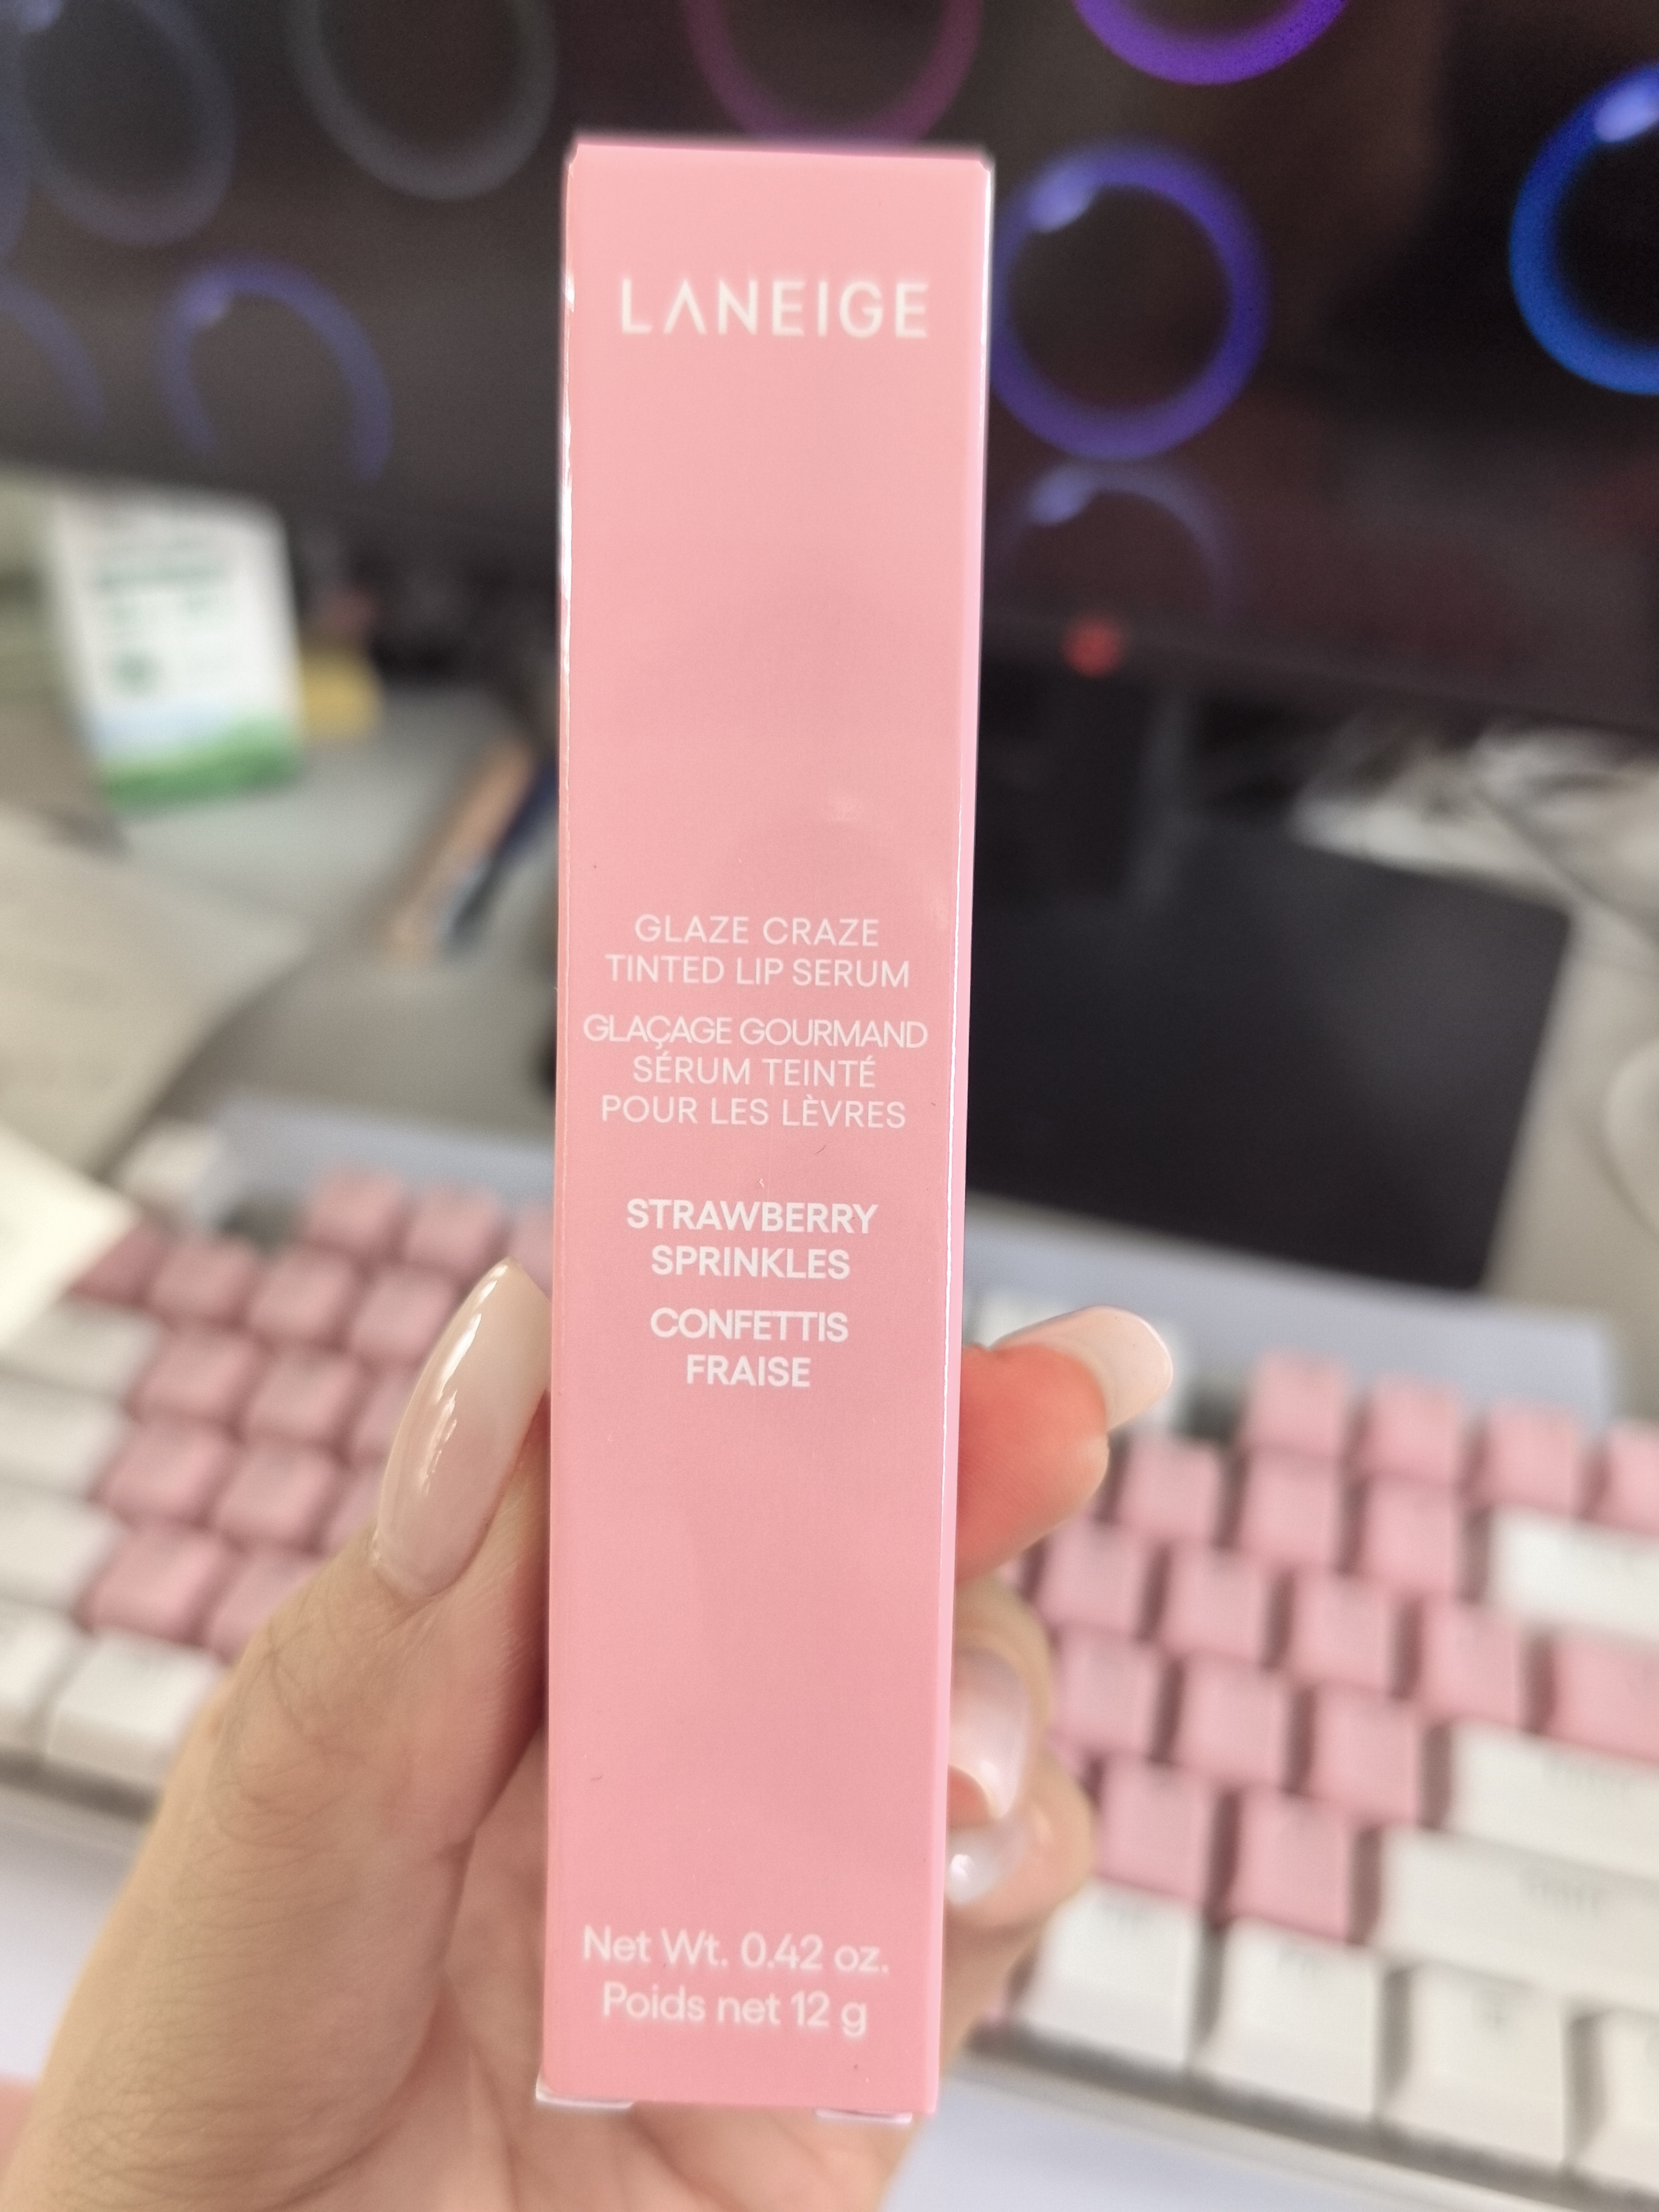 LANEIGE
GLAZE CRAZE
TINTED LIP SERUM
GLAÇAGE GOURMAND
SÉRUM TEINTÉ
POUR LES LÈVRES
STRAWBERRY
SPRINKLES
CONFETTIS
FRAISE
Net Wt. 0.42 oz.
Poids net 12 g